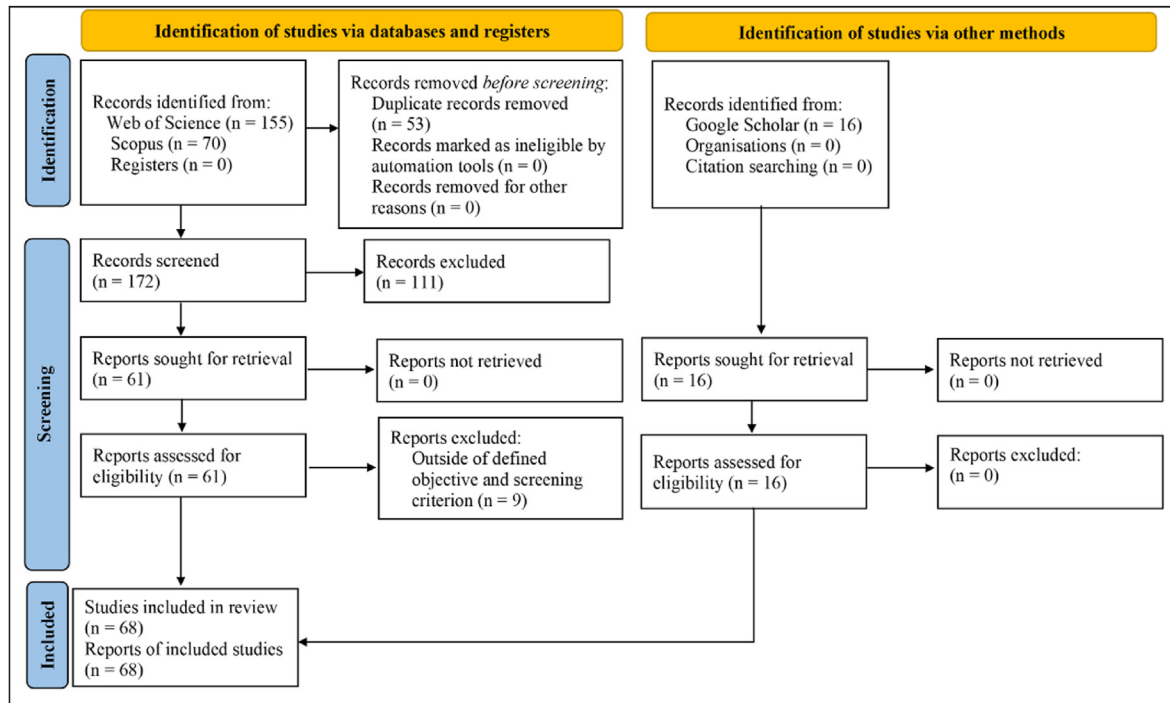 Identification of studies via databases and registers
Identification of studies via other methods
Identification
Records identified from:
Web of Science (n = 155)
Scopus (n = 70)
Registers (n = 0)
Records removed before screening:
Duplicate records removed
(n = 53)
Records marked as ineligible by
automation tools (n = 0)
Records removed for other
reasons (n = 0)
Records identified from:
Google Scholar (n = 16)
Organisations (n = 0)
Citation searching (n = 0)
Screening
Records screened
(n = 172)
Records excluded
(n = 111)
Reports sought for retrieval
(n = 61)
Reports not retrieved
(n = 0)
Reports sought for retrieval
(n = 16)
Reports not retrieved
(n = 0)
Reports assessed for
eligibility (n = 61)
Reports excluded:
Outside of defined
objective and screening
criterion (n = 9)
Reports assessed for
eligibility (n = 16)
Reports excluded:
(n = 0)
Included
Studies included in review
(n = 68)
Reports of included studies
(n = 68)